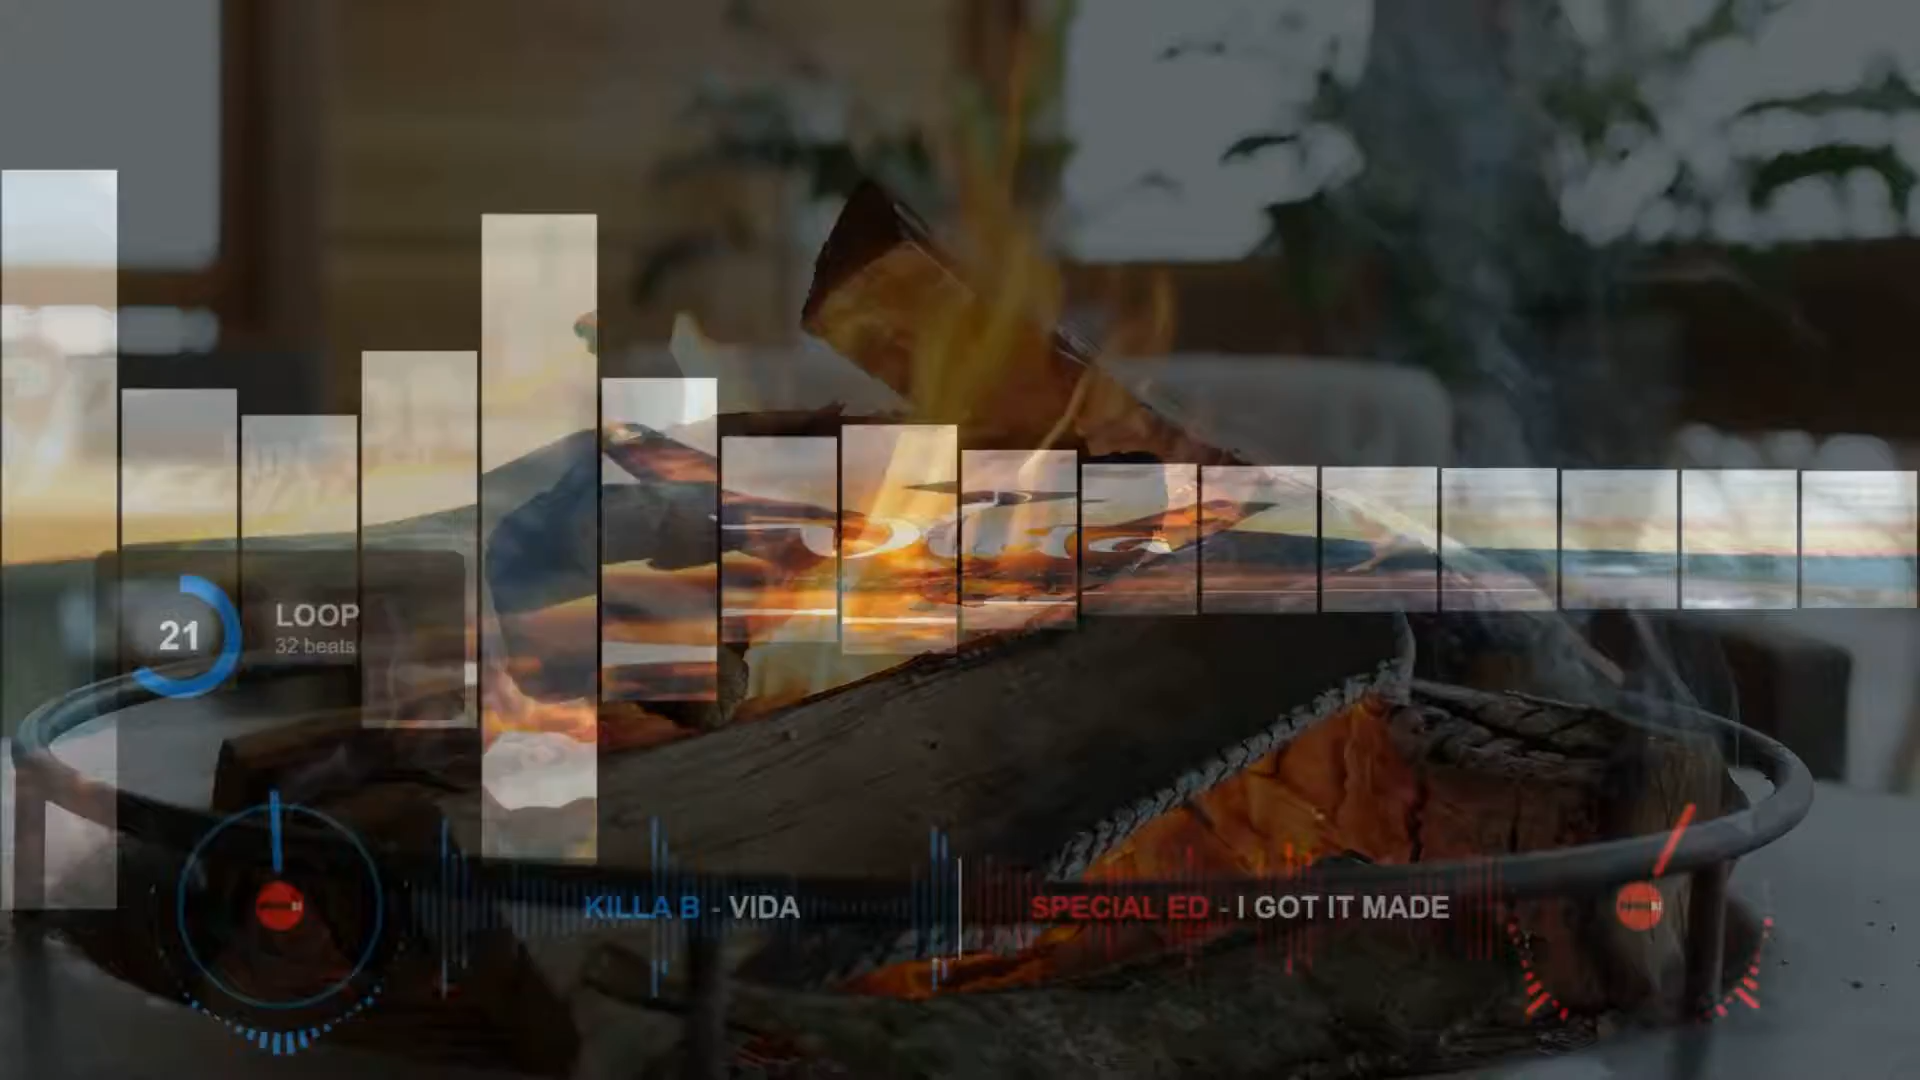 21
LOOP
32 beats
KILLA B - VIDA
SPECIAL ED - I GOT IT MADE